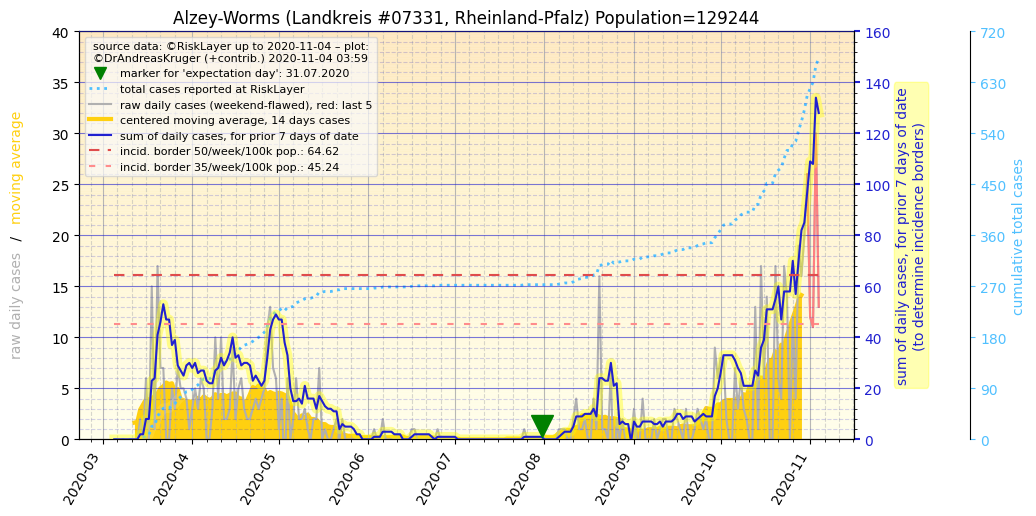 Alzey-Worms (Landkreis #07331, Rheinland-Pfalz) Population=129244
source data: ©RiskLayer up to 2020-11-04 – plot:
©DrAndreasKruger (+contrib.) 2020-11-04 03:59
marker for 'expectation day': 31.07.2020
total cases reported at RiskLayer
raw daily cases (weekend-flawed), red: last 5
centered moving average, 14 days cases
sum of daily cases, for prior 7 days of date
incid. border 50/week/100k pop.: 64.62
incid. border 35/week/100k pop.: 45.24
raw daily cases / moving average
40
35
30
25
20
15
10
5
0
2020-03
2020-04
2020-05
2020-06
2020-07
2020-08
2020-09
2020-10
2020-11
160
140
120
100
80
60
40
20
0
sum of daily cases, for prior 7 days of date
(to determine incidence borders)
720
630
540
450
360
270
180
90
0
cumulative total cases